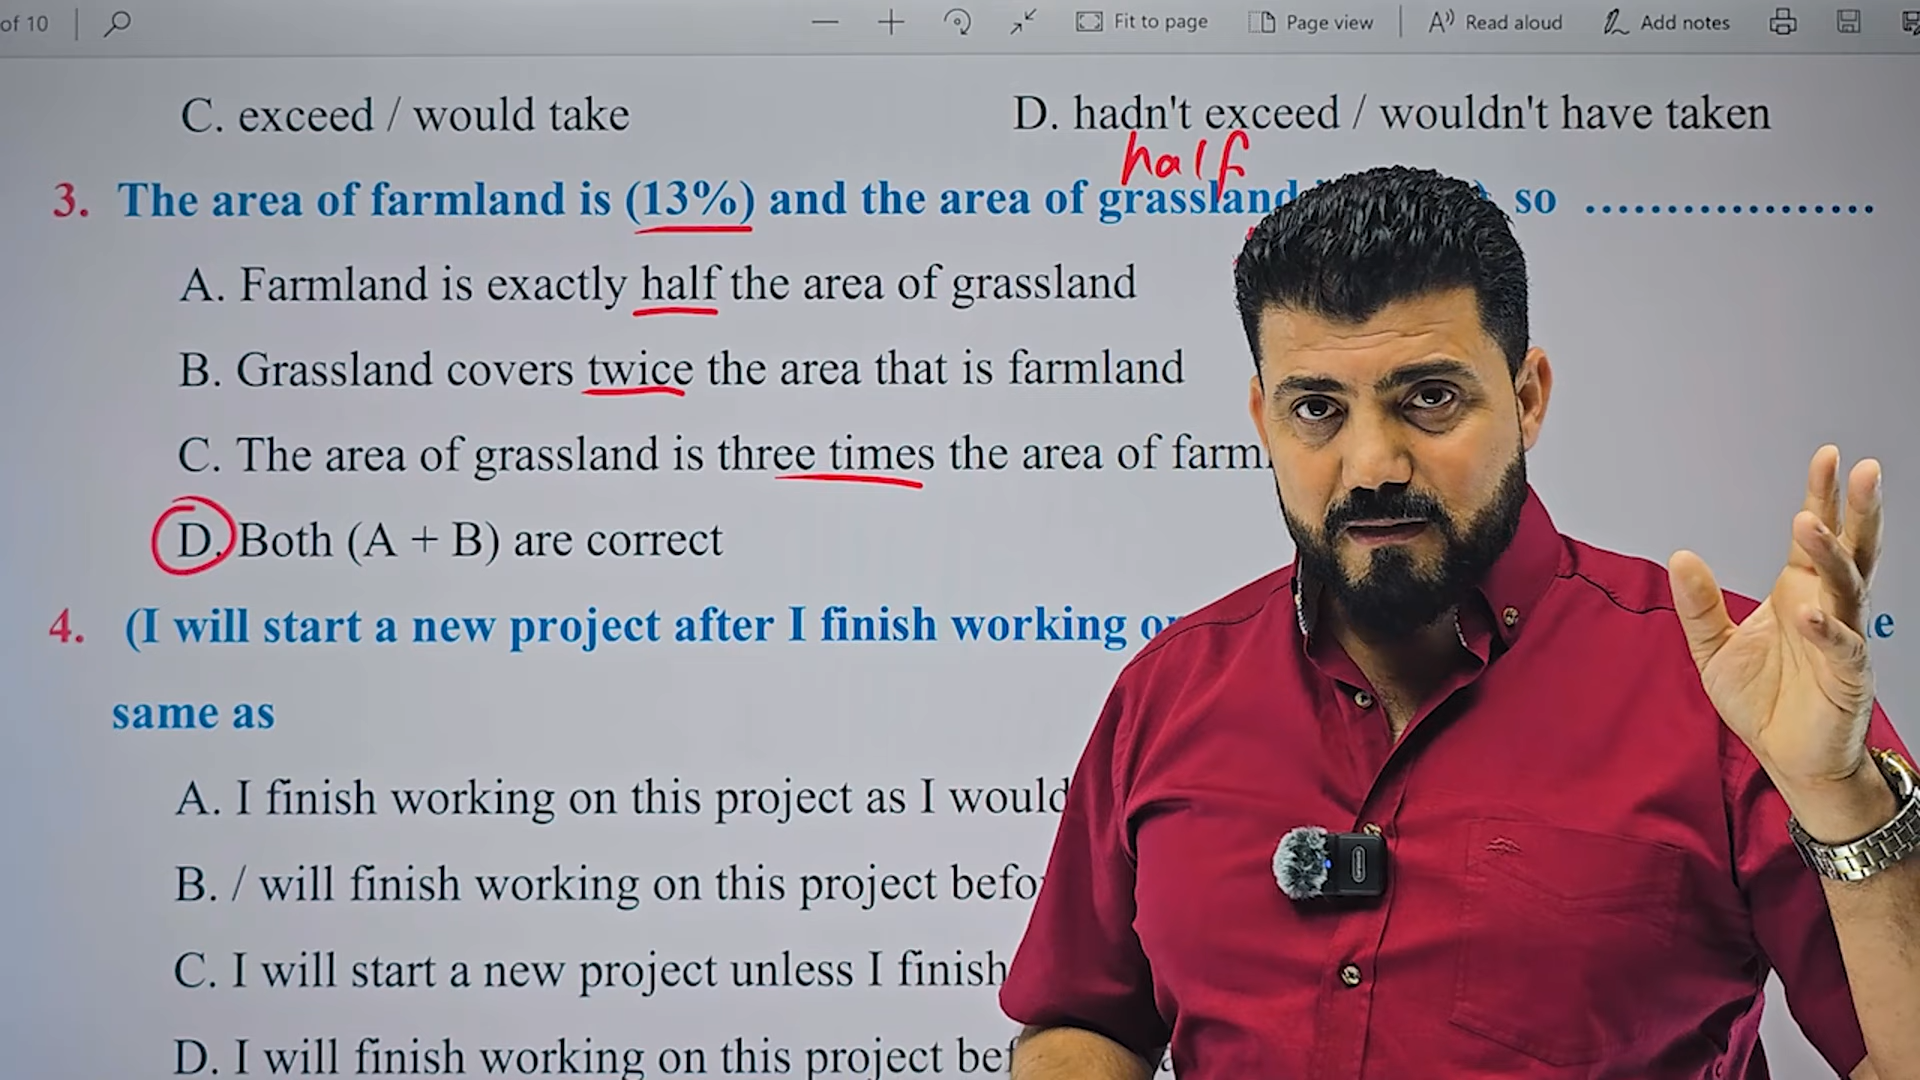 of 10 Fit to page Page view Read aloud Add notes
C. exceed / would take D. hadn't exceed / wouldn't have taken
half
3. The area of farmland is (13%) and the area of grassland so ..................
A. Farmland is exactly half the area of grassland
B. Grassland covers twice the area that is farmland
C. The area of grassland is three times the area of
D. Both (A + B) are correct
4. (I will start a new project after I finish working
same as
A. I finish working on this project as I would
B. / will finish working on this project
C. I will start a new project unless I finish
D. I will finish working on this project